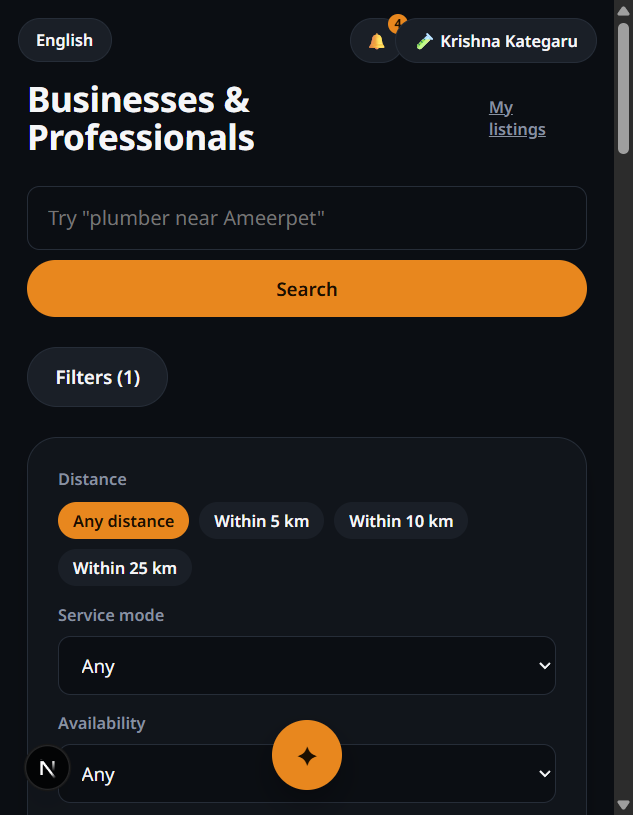 English
4
Krishna Kategaru
Businesses &
Professionals
My
listings
Try "plumber near Ameerpet"
Search
Filters (1)
Distance
Any distance
Within 5 km
Within 10 km
Within 25 km
Service mode
Any
Availability
Any
N